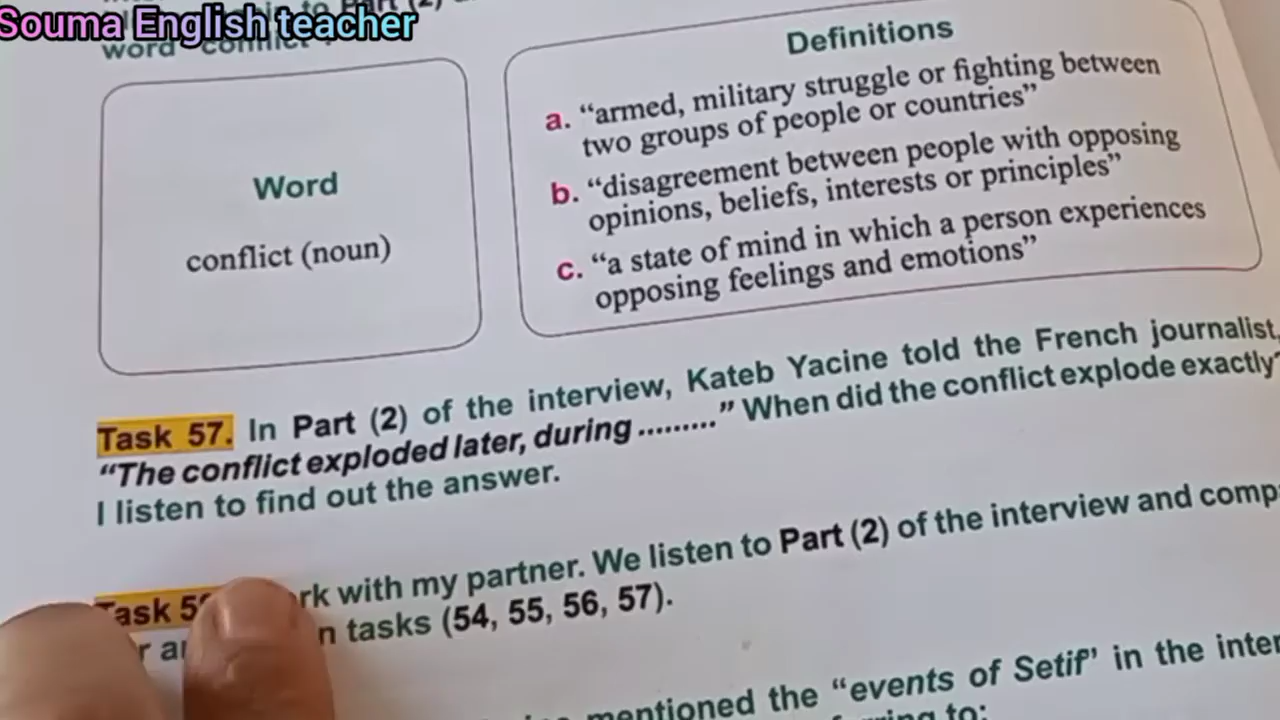 Souma English teacher
word "conflict".
Definitions
a. “armed, military struggle or fighting between
two groups of people or countries”
b. “disagreement between people with opposing
opinions, beliefs, interests or principles”
c. “a state of mind in which a person experiences
opposing feelings and emotions”
Word
conflict (noun)
Task 57. In Part (2) of the interview, Kateb Yacine told the French journalist,
“The conflict exploded later, during .........” When did the conflict explode exactly?
I listen to find out the answer.
Task with my partner. We listen to Part (2) of the interview and
tasks (54, 55, 56, 57).
mentioned the “events of Setif” in the
to: